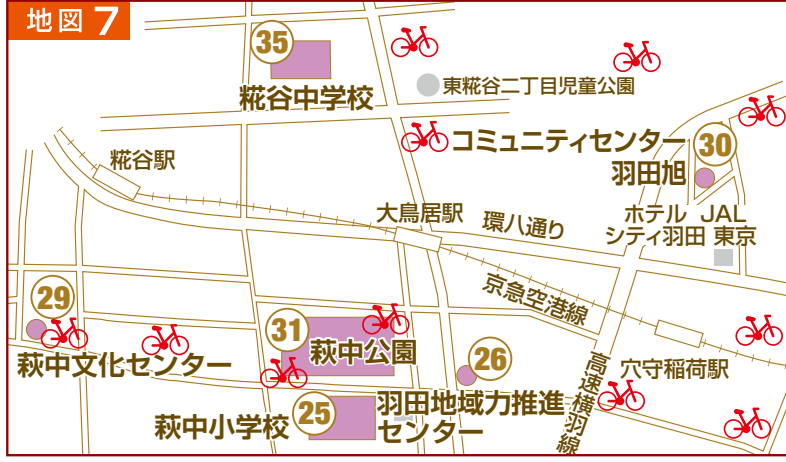 地図 7
35
糀谷中学校
東糀谷二丁目児童公園
コミュニティセンター
羽田旭
30
糀谷駅
大鳥居駅
環八通り
ホテル JAL
シティ羽田 東京
京急空港線
29
萩中文化センター
31
萩中公園
26
高速横羽線
穴守稲荷駅
25
萩中小学校
羽田地域力推進
センター